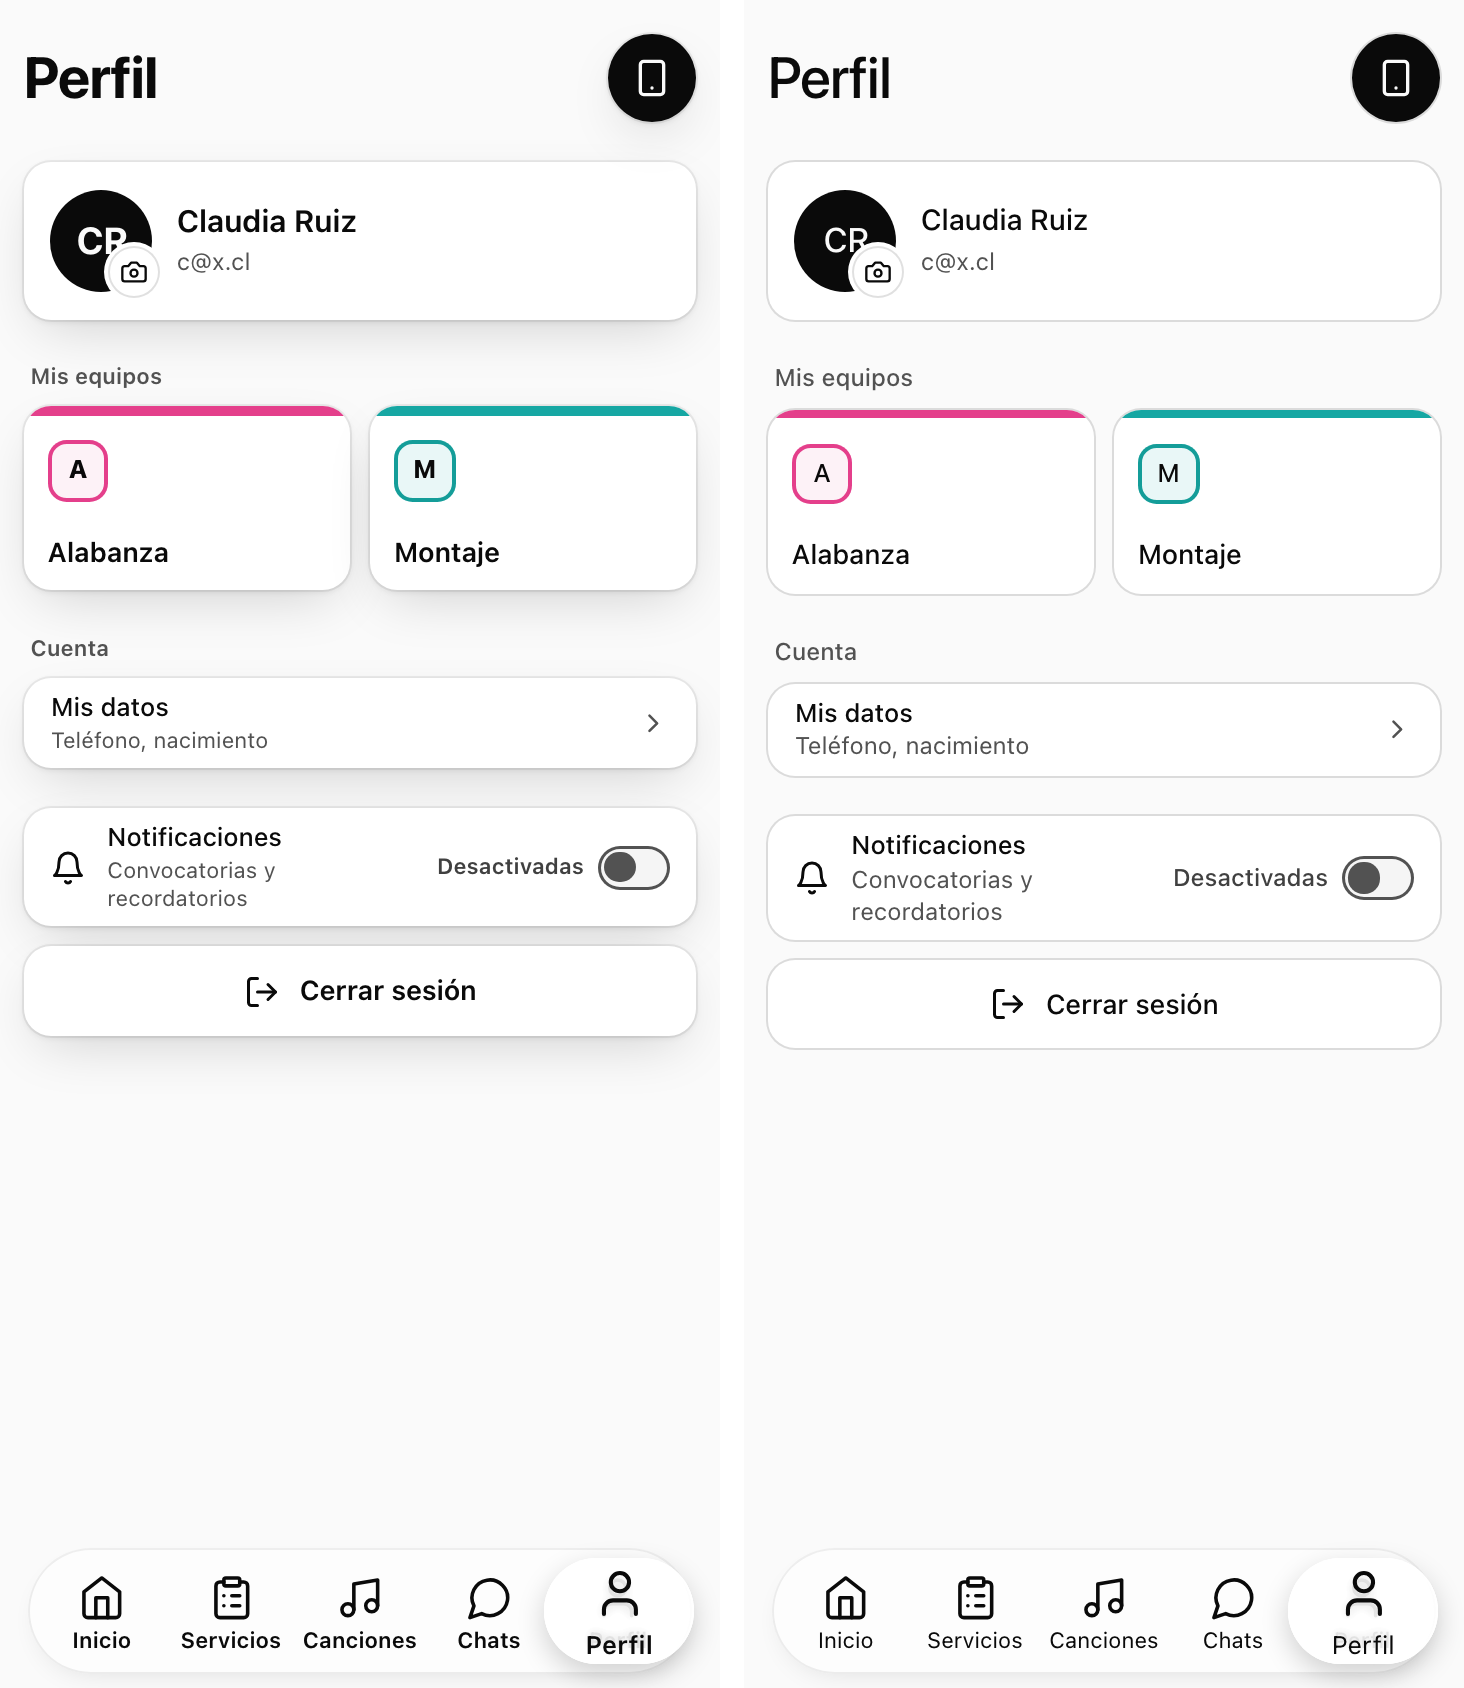 Perfil
CR
Claudia Ruiz
c@x.cl
Mis equipos
A
M
Alabanza
Montaje
Cuenta
Mis datos
Teléfono, nacimiento
Notificaciones
Convocatorias y
recordatorios
Desactivadas
Cerrar sesión
Inicio
Servicios
Canciones
Chats
Perfil
Perfil
CR
Claudia Ruiz
c@x.cl
Mis equipos
A
M
Alabanza
Montaje
Cuenta
Mis datos
Teléfono, nacimiento
Notificaciones
Convocatorias y
recordatorios
Desactivadas
Cerrar sesión
Inicio
Servicios
Canciones
Chats
Perfil